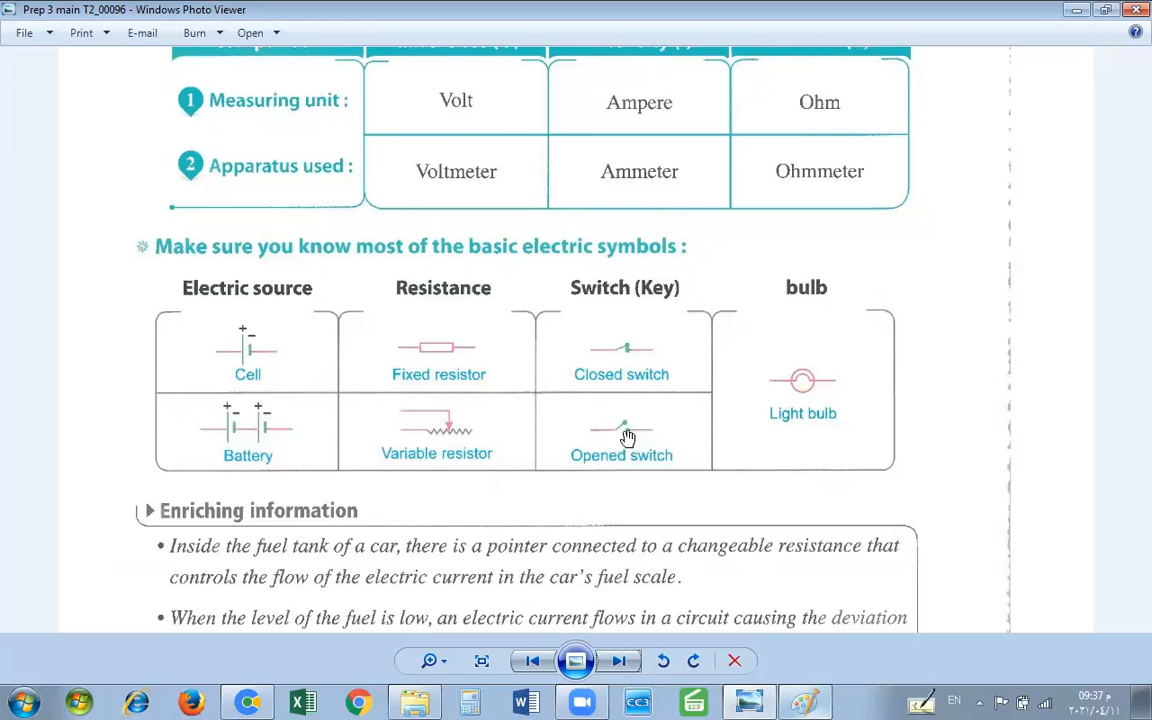 Prep 3 main T2_00096 - Windows Photo Viewer
File Print E-mail Burn Open
1 Measuring unit : Volt Ampere Ohm
2 Apparatus used : Voltmeter Ammeter Ohmmeter
Make sure you know most of the basic electric symbols :
Electric source Resistance Switch (Key) bulb
+ -
Cell Fixed resistor Closed switch
Light bulb
+ - + -
Battery Variable resistor Opened switch
Enriching information
• Inside the fuel tank of a car, there is a pointer connected to a changeable resistance that
controls the flow of the electric current in the car's fuel scale.
• When the level of the fuel is low, an electric current flows in a circuit causing the deviation
CC3 123 EN
09:37 م
٢٠٢١/٠٤/١١